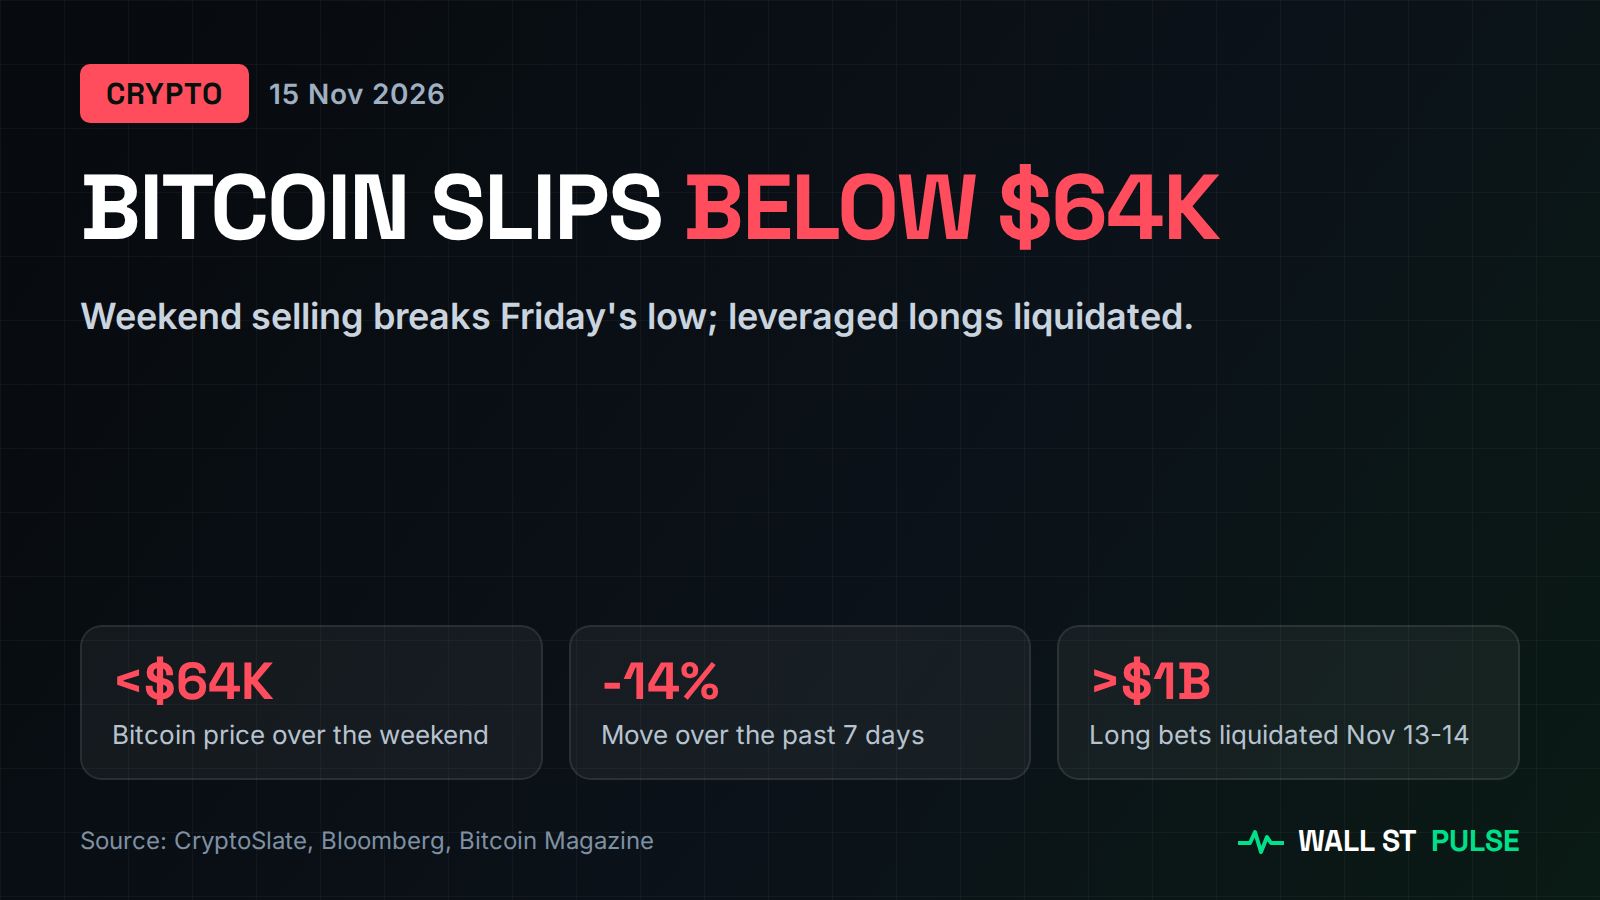 CRYPTO 15 Nov 2026
BITCOIN SLIPS BELOW $64K
Weekend selling breaks Friday's low; leveraged longs liquidated.
<$64K
Bitcoin price over the weekend
-14%
Move over the past 7 days
>$1B
Long bets liquidated Nov 13-14
Source: CryptoSlate, Bloomberg, Bitcoin Magazine
WALL ST PULSE